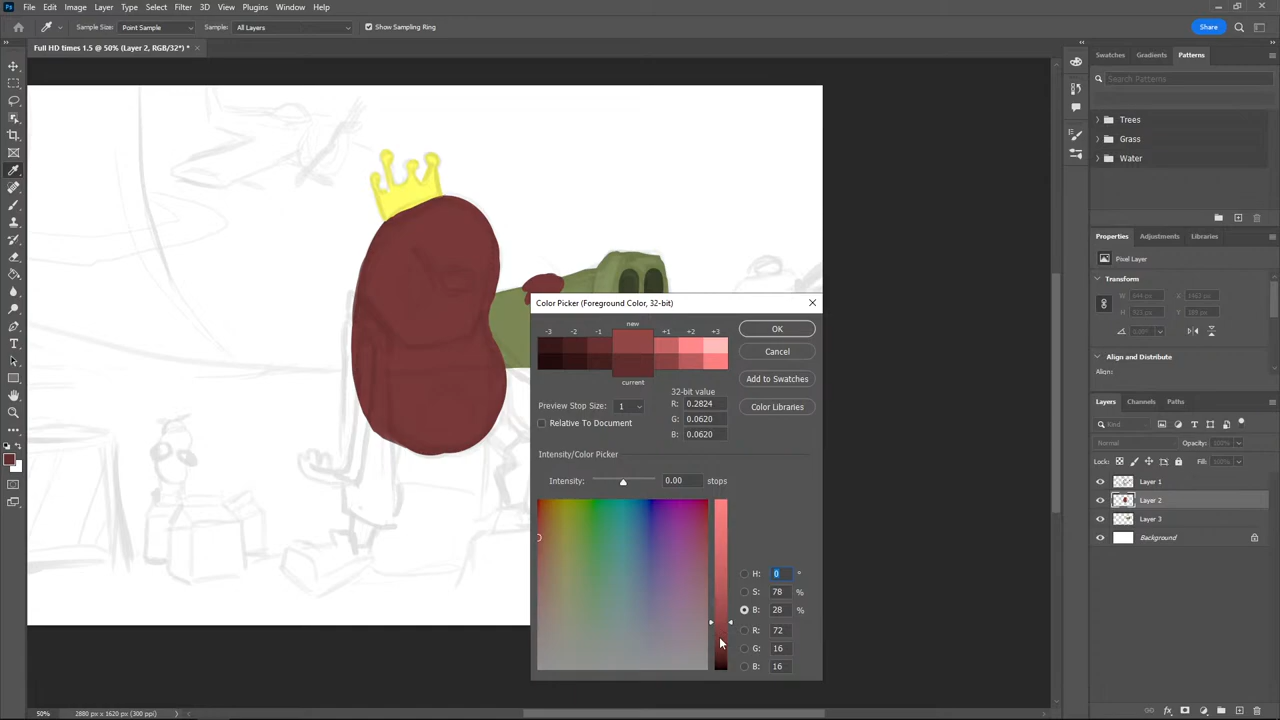 Ps File Edit Image Layer Type Select Filter 3D View Plugins Window Help
Sample Size: Point Sample Sample: All Layers Show Sampling Ring Share
Full HD times 1.5 @ 50% (Layer 2, RGB/32*) * ×
Swatches Gradients Patterns
Search Patterns
Trees
Grass
Water
Properties Adjustments Libraries
Pixel Layer
Transform
Align and Distribute
Align:
Layers Channels Paths
Kind
Normal Opacity: 100%
Lock: Fill: 100%
Layer 1
Layer 2
Layer 3
Background
Color Picker (Foreground Color, 32-bit)
new
-3 -2 -1 +1 +2 +3
current
OK
Cancel
Add to Swatches
Color Libraries
32-bit value
R: 0.2824
G: 0.0620
B: 0.0620
Preview Stop Size: 1
Relative To Document
Intensity/Color Picker
Intensity: 0.00 stops
H: 0 °
S: 78 %
B: 28 %
R: 72
G: 16
B: 16
50% 2880 px x 1620 px (300 ppi)